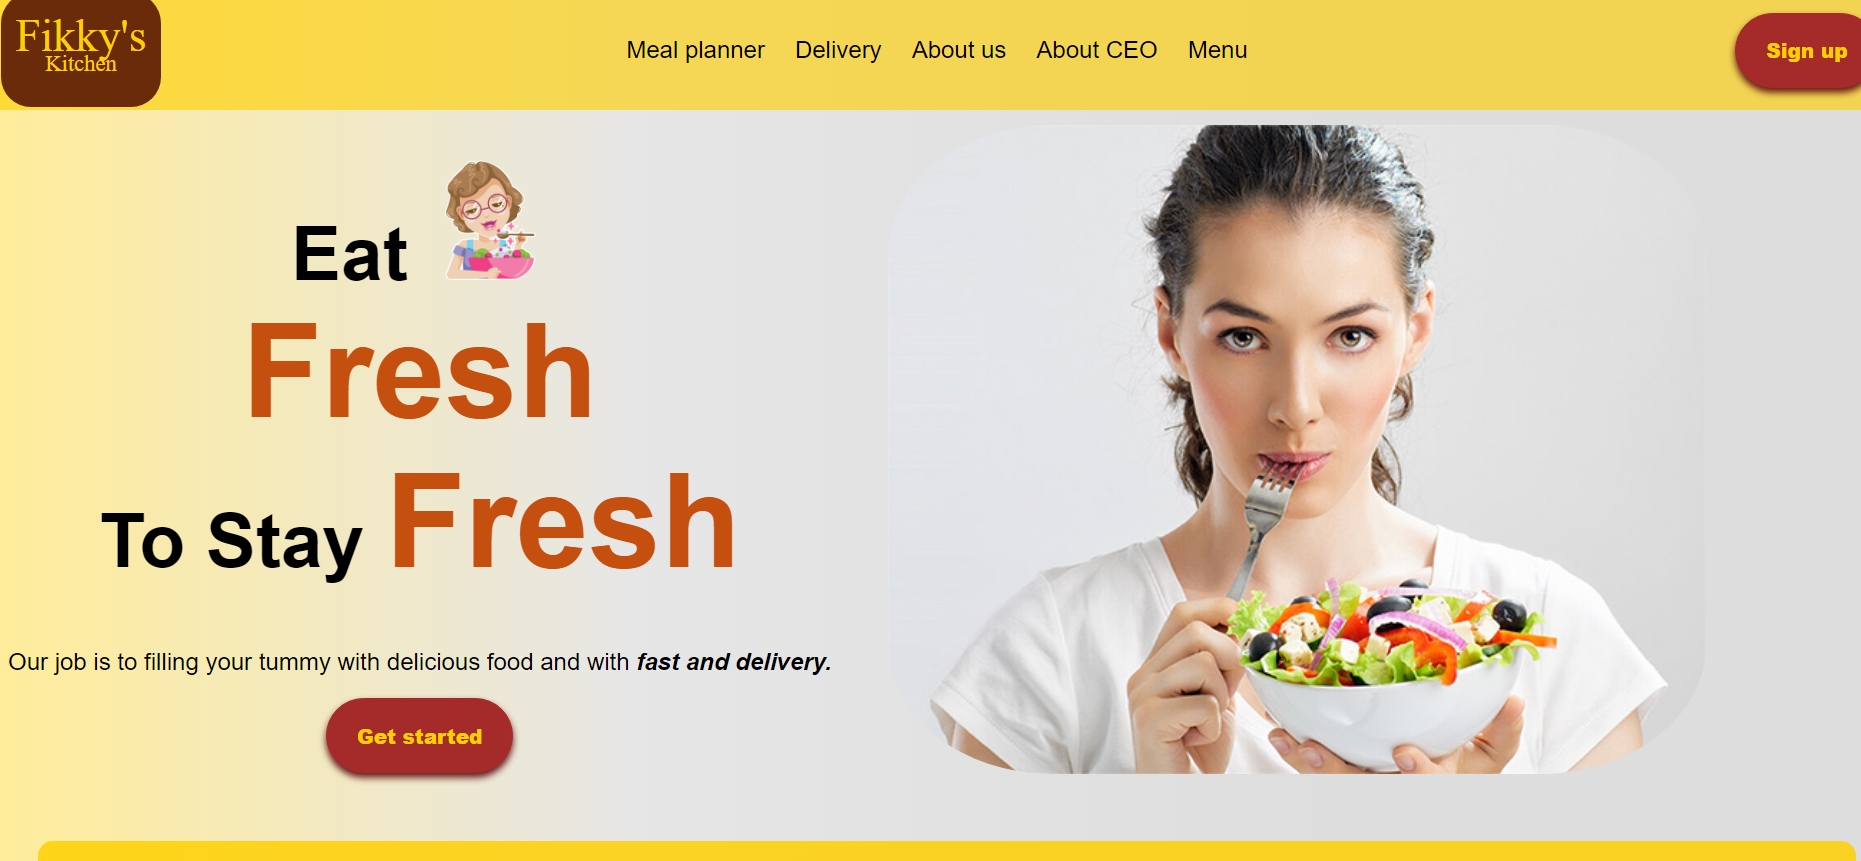 Fikky's
Kitchen
Meal planner
Delivery
About us
About CEO
Menu
Sign up
Eat
Fresh
To Stay Fresh
Our job is to filling your tummy with delicious food and with fast and delivery.
Get started